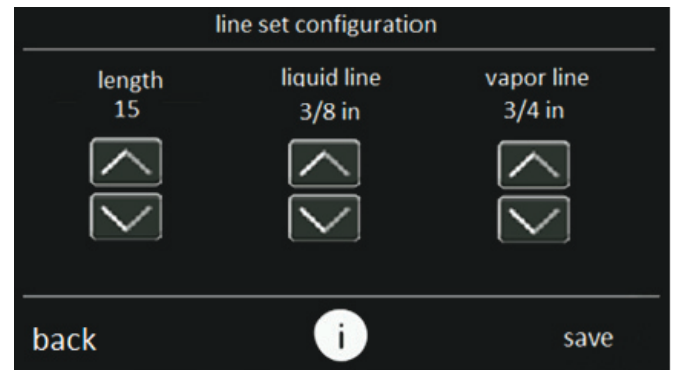 line set configuration
length
15
liquid line
3/8 in
vapor line
3/4 in
back
i
save